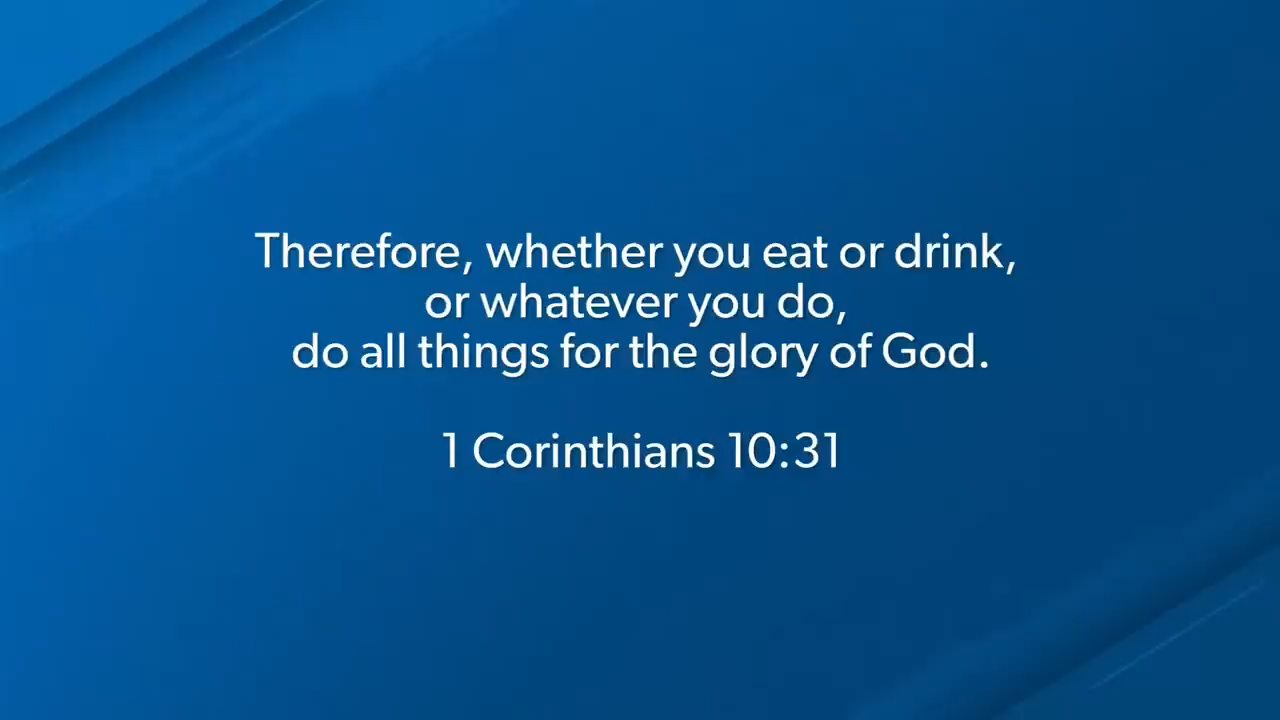 Therefore, whether you eat or drink,
or whatever you do,
do all things for the glory of God.
1 Corinthians 10:31